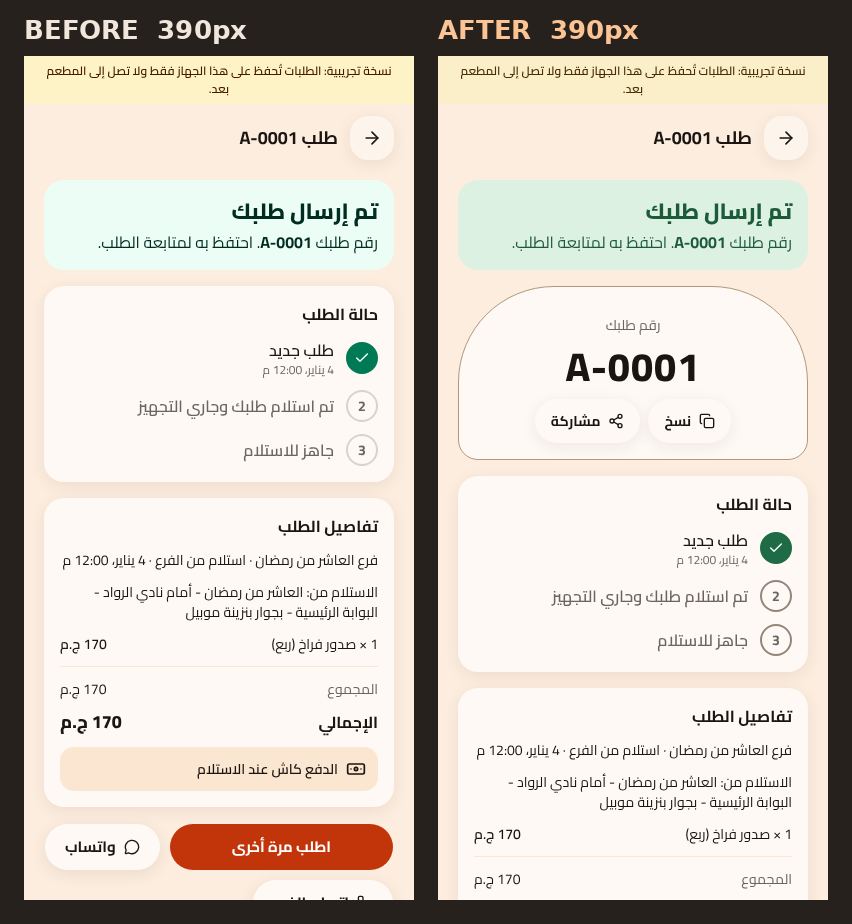 BEFORE 390px
نسخة تجريبية: الطلبات تُحفظ على هذا الجهاز فقط ولا تصل إلى المطعم
بعد.
طلب A-0001
تم إرسال طلبك
رقم طلبك A-0001. احتفظ به لمتابعة الطلب.
حالة الطلب
طلب جديد
4 يناير، 12:00 م
2 تم استلام طلبك وجاري التجهيز
3 جاهز للاستلام
تفاصيل الطلب
فرع العاشر من رمضان · استلام من الفرع · 4 يناير، 12:00 م
الاستلام من: العاشر من رمضان - أمام نادي الرواد -
البوابة الرئيسية - بجوار بنزينة موبيل
1 × صدور فراخ (ربع) 170 ج.م
المجموع 170 ج.م
الإجمالي 170 ج.م
الدفع كاش عند الاستلام
اطلب مرة أخرى
واتساب
AFTER 390px
نسخة تجريبية: الطلبات تُحفظ على هذا الجهاز فقط ولا تصل إلى المطعم
بعد.
طلب A-0001
تم إرسال طلبك
رقم طلبك A-0001. احتفظ به لمتابعة الطلب.
رقم طلبك
A-0001
نسخ
مشاركة
حالة الطلب
طلب جديد
4 يناير، 12:00 م
2 تم استلام طلبك وجاري التجهيز
3 جاهز للاستلام
تفاصيل الطلب
فرع العاشر من رمضان · استلام من الفرع · 4 يناير، 12:00 م
الاستلام من: العاشر من رمضان - أمام نادي الرواد -
البوابة الرئيسية - بجوار بنزينة موبيل
1 × صدور فراخ (ربع) 170 ج.م
المجموع 170 ج.م